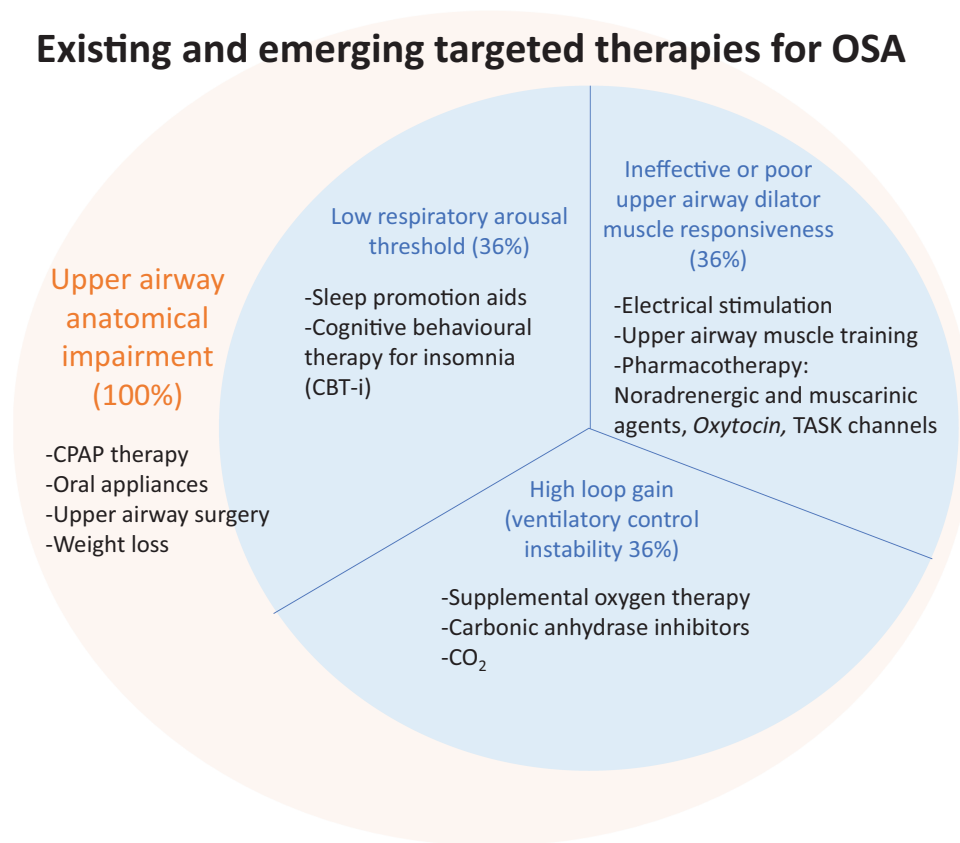 Existing and emerging targeted therapies for OSA
Upper airway
anatomical
impairment
(100%)
-CPAP therapy
-Oral appliances
-Upper airway surgery
-Weight loss
Low respiratory arousal
threshold (36%)
-Sleep promotion aids
-Cognitive behavioural
therapy for insomnia
(CBT-i)
Ineffective or poor
upper airway dilator
muscle responsiveness
(36%)
-Electrical stimulation
-Upper airway muscle training
-Pharmacotherapy:
Noradrenergic and muscarinic
agents, Oxytocin, TASK channels
High loop gain
(ventilatory control
instability 36%)
-Supplemental oxygen therapy
-Carbonic anhydrase inhibitors
-CO₂